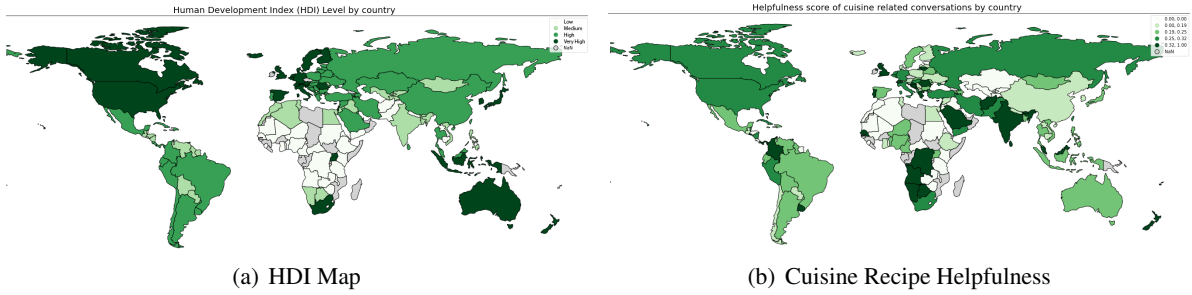 Human Development Index (HDI) Level by country
Low
Medium
High
Very High
NaN
Helpfulness score of cuisine related conversations by country
0.00, 0.00
0.00, 0.19
0.19, 0.25
0.25, 0.32
0.32, 1.00
NaN
(a) HDI Map
(b) Cuisine Recipe Helpfulness